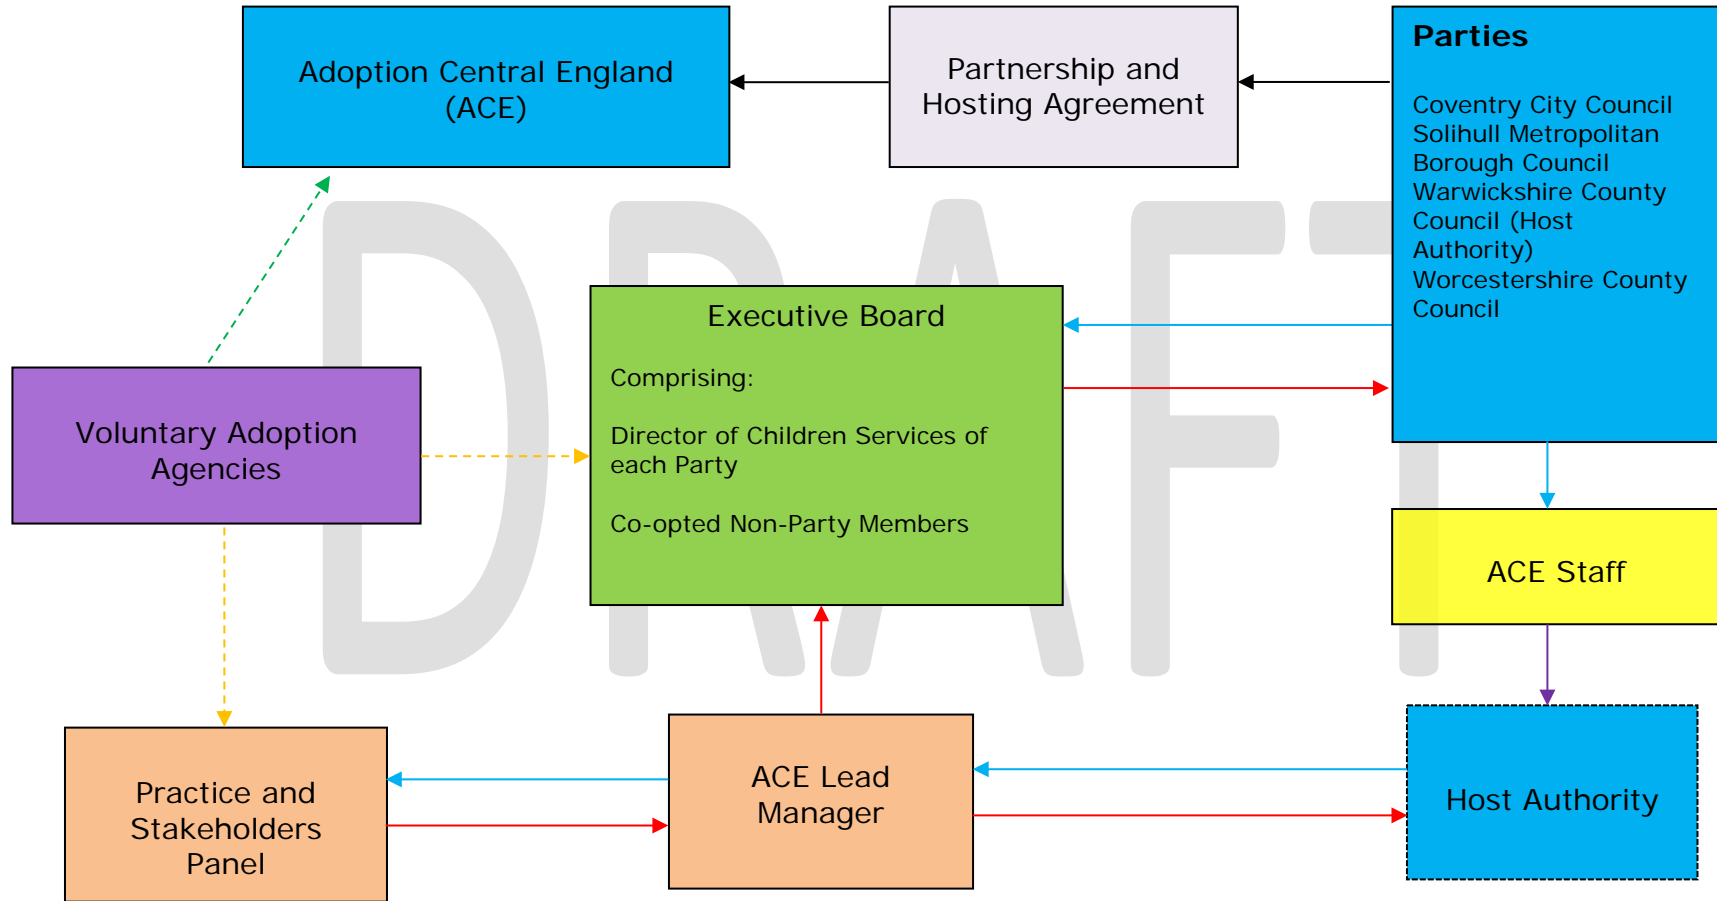 Adoption Central England
(ACE)
Partnership and
Hosting Agreement
Parties
Coventry City Council
Solihull Metropolitan
Borough Council
Warwickshire County
Council (Host
Authority)
Worcestershire County
Council
Executive Board
Comprising:
Director of Children Services of
each Party
Co-opted Non-Party Members
Voluntary Adoption
Agencies
ACE Staff
Practice and
Stakeholders
Panel
ACE Lead
Manager
Host Authority
DRAFT